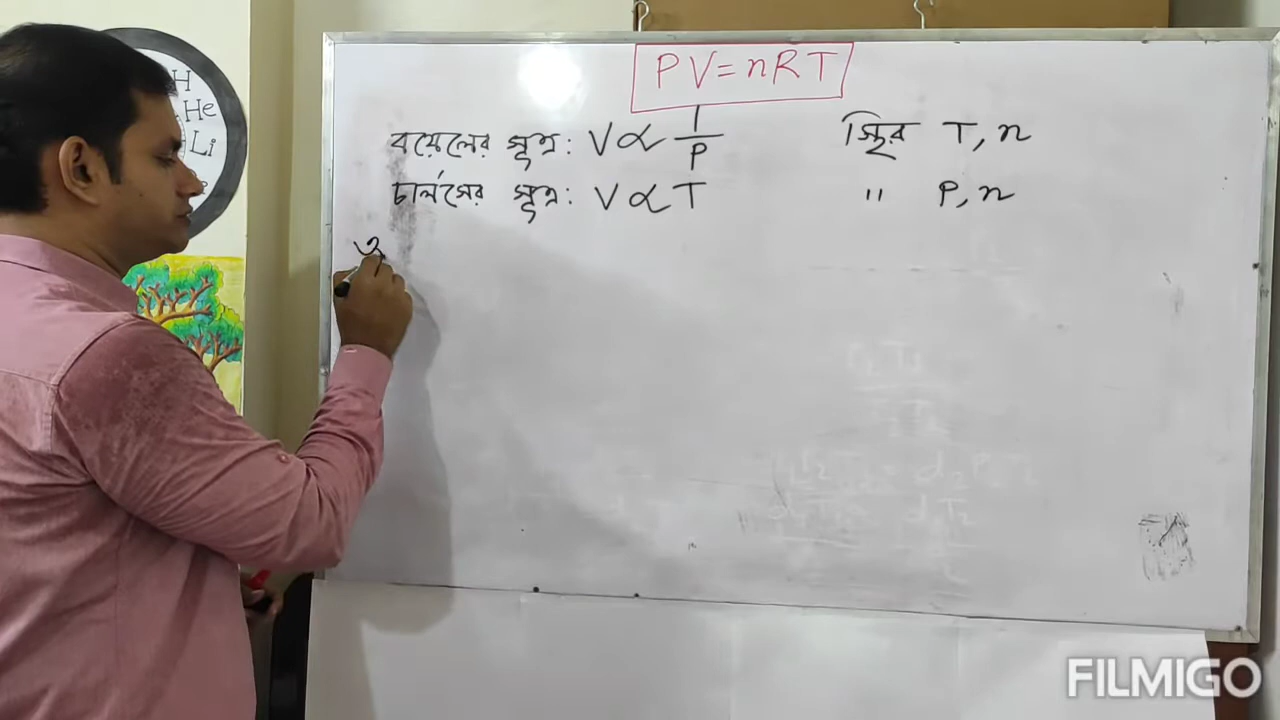 H
He
Li
PV=nRT
বয়েলের সূত্র: V∝ 1/P স্থির T, n
চার্লসের সূত্র: V∝T " P, n
FILMIGO